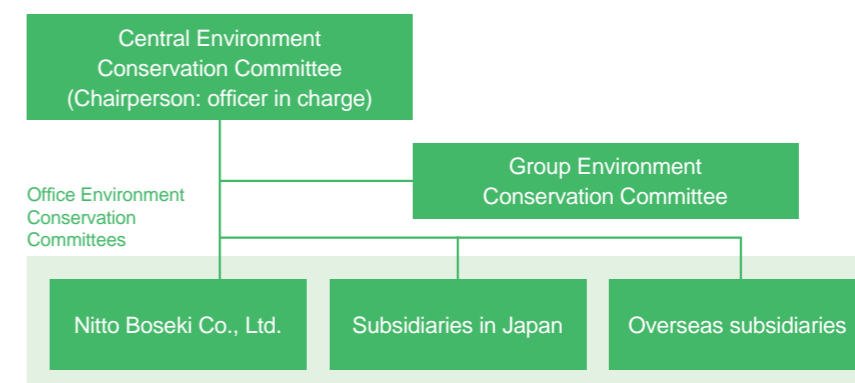 Central Environment
Conservation Committee
(Chairperson: officer in charge)
Group Environment
Conservation Committee
Office Environment
Conservation
Committees
Nitto Boseki Co., Ltd.
Subsidiaries in Japan
Overseas subsidiaries